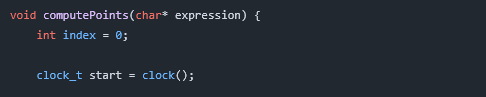 void computePoints(char* expression) {
    int index = 0;
    clock_t start = clock();